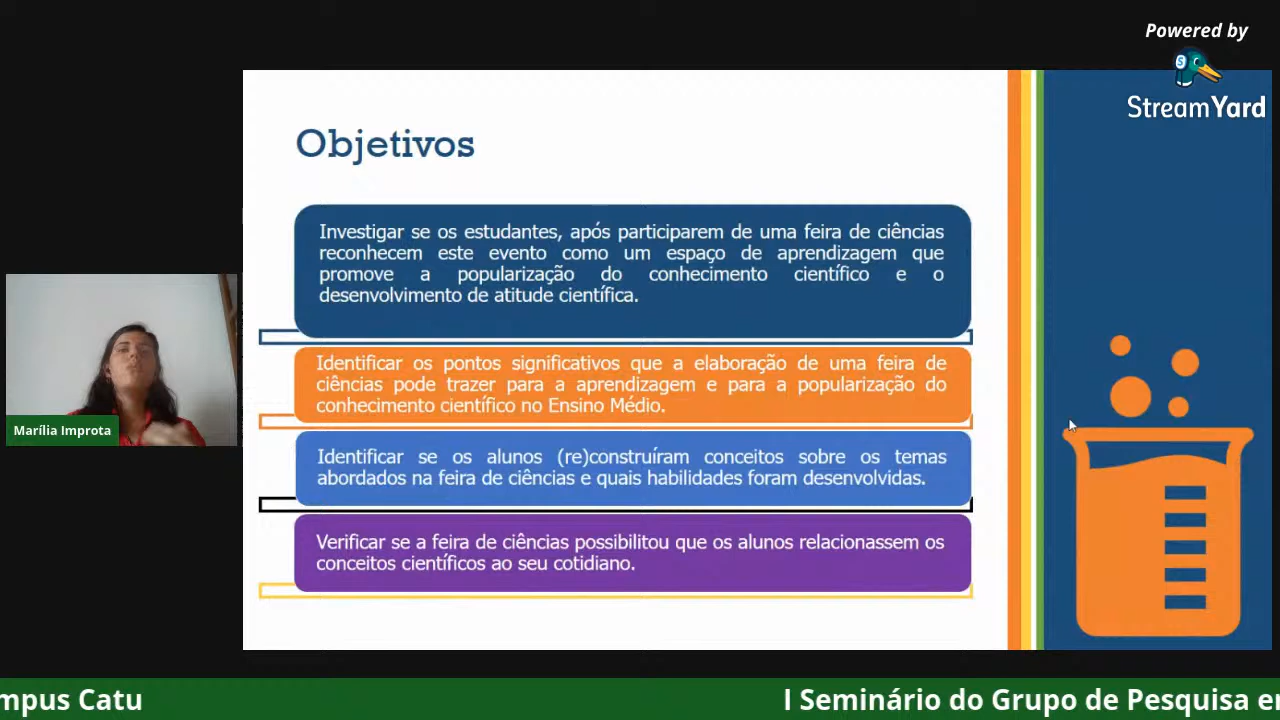 Powered by
StreamYard
Objetivos
Investigar se os estudantes, após participarem de uma feira de ciências
reconhecem este evento como um espaço de aprendizagem que
promove a popularização do conhecimento científico e o
desenvolvimento de atitude científica.
Identificar os pontos significativos que a elaboração de uma feira de
ciências pode trazer para a aprendizagem e para a popularização do
conhecimento científico no Ensino Médio.
Identificar se os alunos (re)construíram conceitos sobre os temas
abordados na feira de ciências e quais habilidades foram desenvolvidas.
Verificar se a feira de ciências possibilitou que os alunos relacionassem os
conceitos científicos ao seu cotidiano.
Marília Improta
mpus Catu
I Seminário do Grupo de Pesquisa e